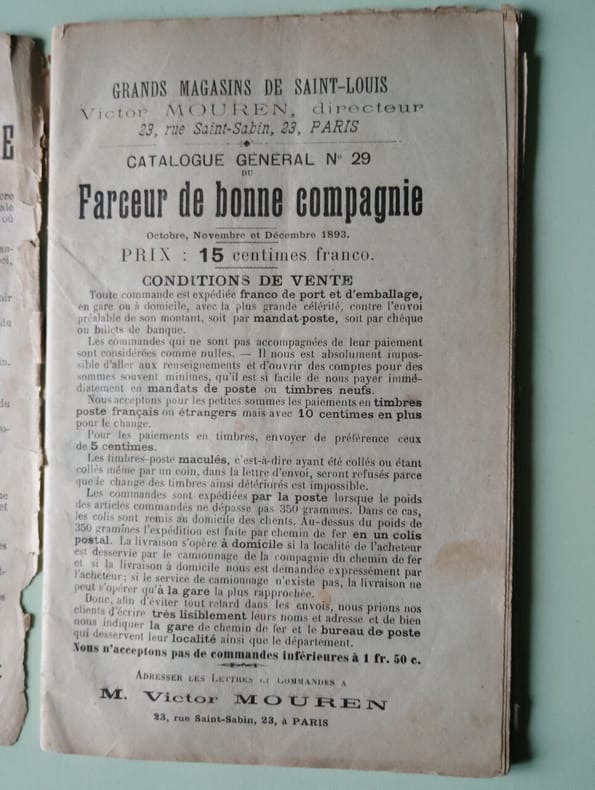 GRANDS MAGASINS DE SAINT-LOUIS
Victor MOUREN, directeur
23, rue Saint-Sabin, 23, PARIS
CATALOGUE GÉNÉRAL No 29
DU
Farceur de bonne compagnie
Octobre, Novembre et Décembre 1893.
PRIX : 15 centimes franco.
CONDITIONS DE VENTE
Toute commande est expédiée franco de port et d'emballage,
en gare ou à domicile, avec la plus grande célérité, contre l'envoi
préalable de son montant, soit par mandat-poste, soit par chèque
ou billets de banque.
Les commandes qui ne sont pas accompagnées de leur paiement
sont considérées comme nulles. — Il nous est absolument impos-
sible d'aller aux renseignements et d'ouvrir des comptes pour des
sommes souvent minimes, qu'il est si facile de nous payer immé-
diatement en mandats de poste ou timbres neufs.
Nous acceptons pour les petites sommes les paiements en timbres
poste français ou étrangers mais avec 10 centimes en plus
pour le change.
Pour les paiements en timbres, envoyer de préférence ceux
de 5 centimes.
Les timbres-poste maculés, c'est-à-dire ayant été collés ou étant
collés même par un coin, dans la lettre d'envoi, seront refusés parce
que le change des timbres ainsi détériorés est impossible.
Les commandes sont expédiées par la poste lorsque le poids
des articles commandés ne dépasse pas 350 grammes. Dans ce cas,
les colis sont remis au domicile des clients. Au-dessus du poids de
350 grammes l'expédition est faite par chemin de fer en un colis
postal. La livraison s'opère à domicile si la localité de l'acheteur
est desservie par le camionnage de la compagnie du chemin de fer
et si la livraison à domicile nous est demandée expressément par
l'acheteur ; si le service de camionnage n'existe pas, la livraison ne
peut s'opérer qu'à la gare la plus rapprochée.
Donc, afin d'éviter tout retard dans les envois, nous prions nos
clients d'écrire très lisiblement leurs noms et adresse et de bien
nous indiquer la gare de chemin de fer et le bureau de poste
qui desservent leur localité ainsi que le département.
Nous n'acceptons pas de commandes inférieures à 1 fr. 50 c.
ADRESSER LES LETTRES ET COMMANDES A
M. Victor MOUREN
23, rue Saint-Sabin, 23, à PARIS